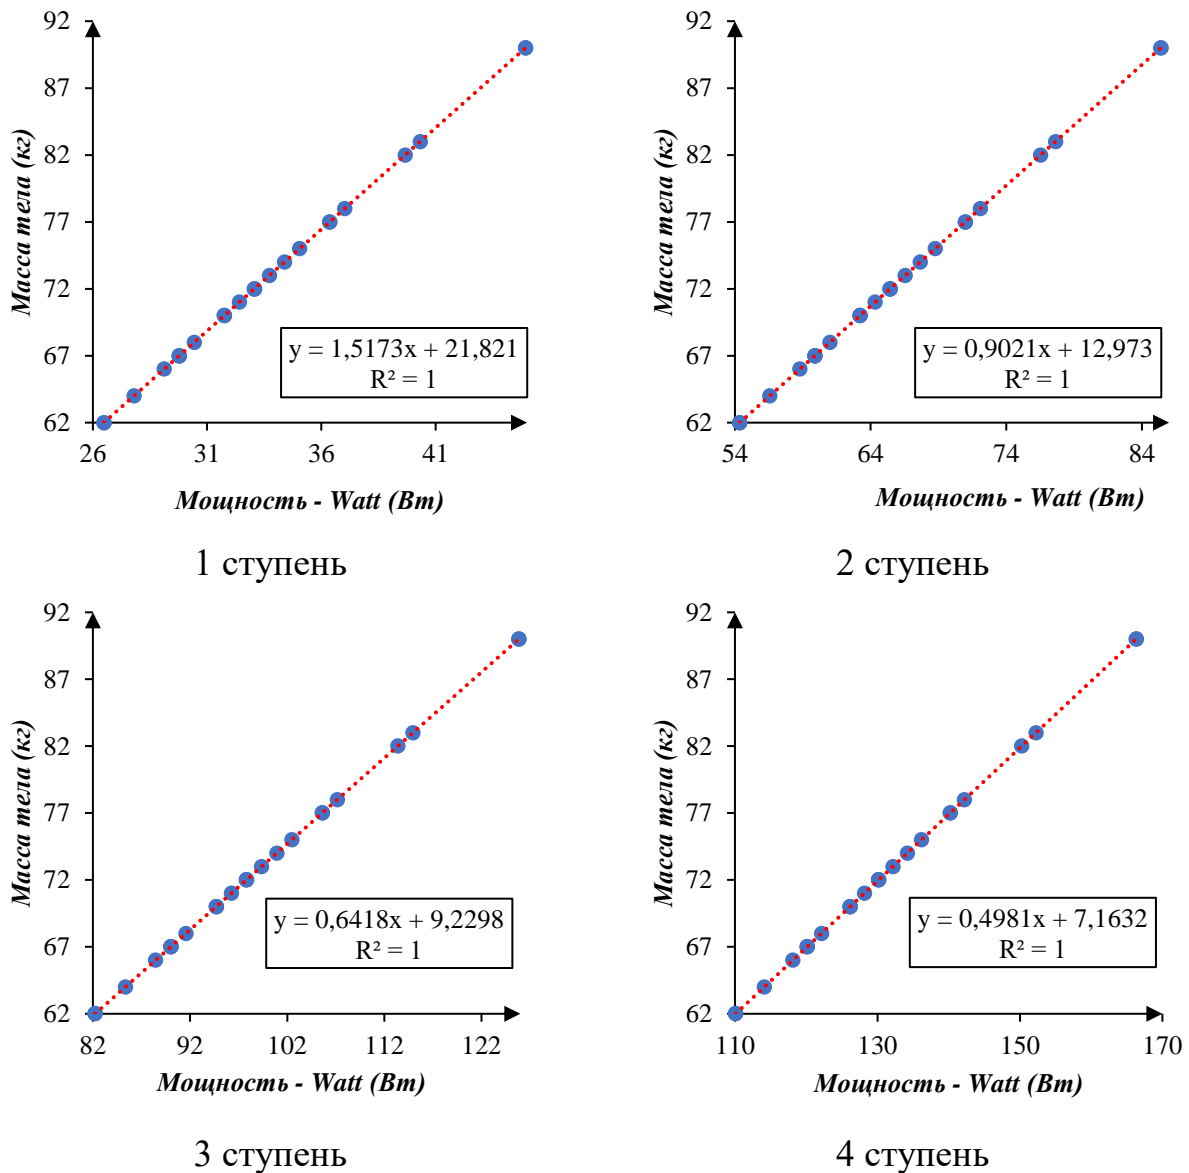 92
87
82
77
72
67
62
Масса тела (кг)
y = 1,5173x + 21,821
R² = 1
26 31 36 41
Мощность - Watt (Вт)
1 ступень
92
87
82
77
72
67
62
Масса тела (кг)
y = 0,9021x + 12,973
R² = 1
54 64 74 84
Мощность - Watt (Вт)
2 ступень
92
87
82
77
72
67
62
Масса тела (кг)
y = 0,6418x + 9,2298
R² = 1
82 92 102 112 122
Мощность - Watt (Вт)
3 ступень
92
87
82
77
72
67
62
Масса тела (кг)
y = 0,4981x + 7,1632
R² = 1
110 130 150 170
Мощность - Watt (Вт)
4 ступень